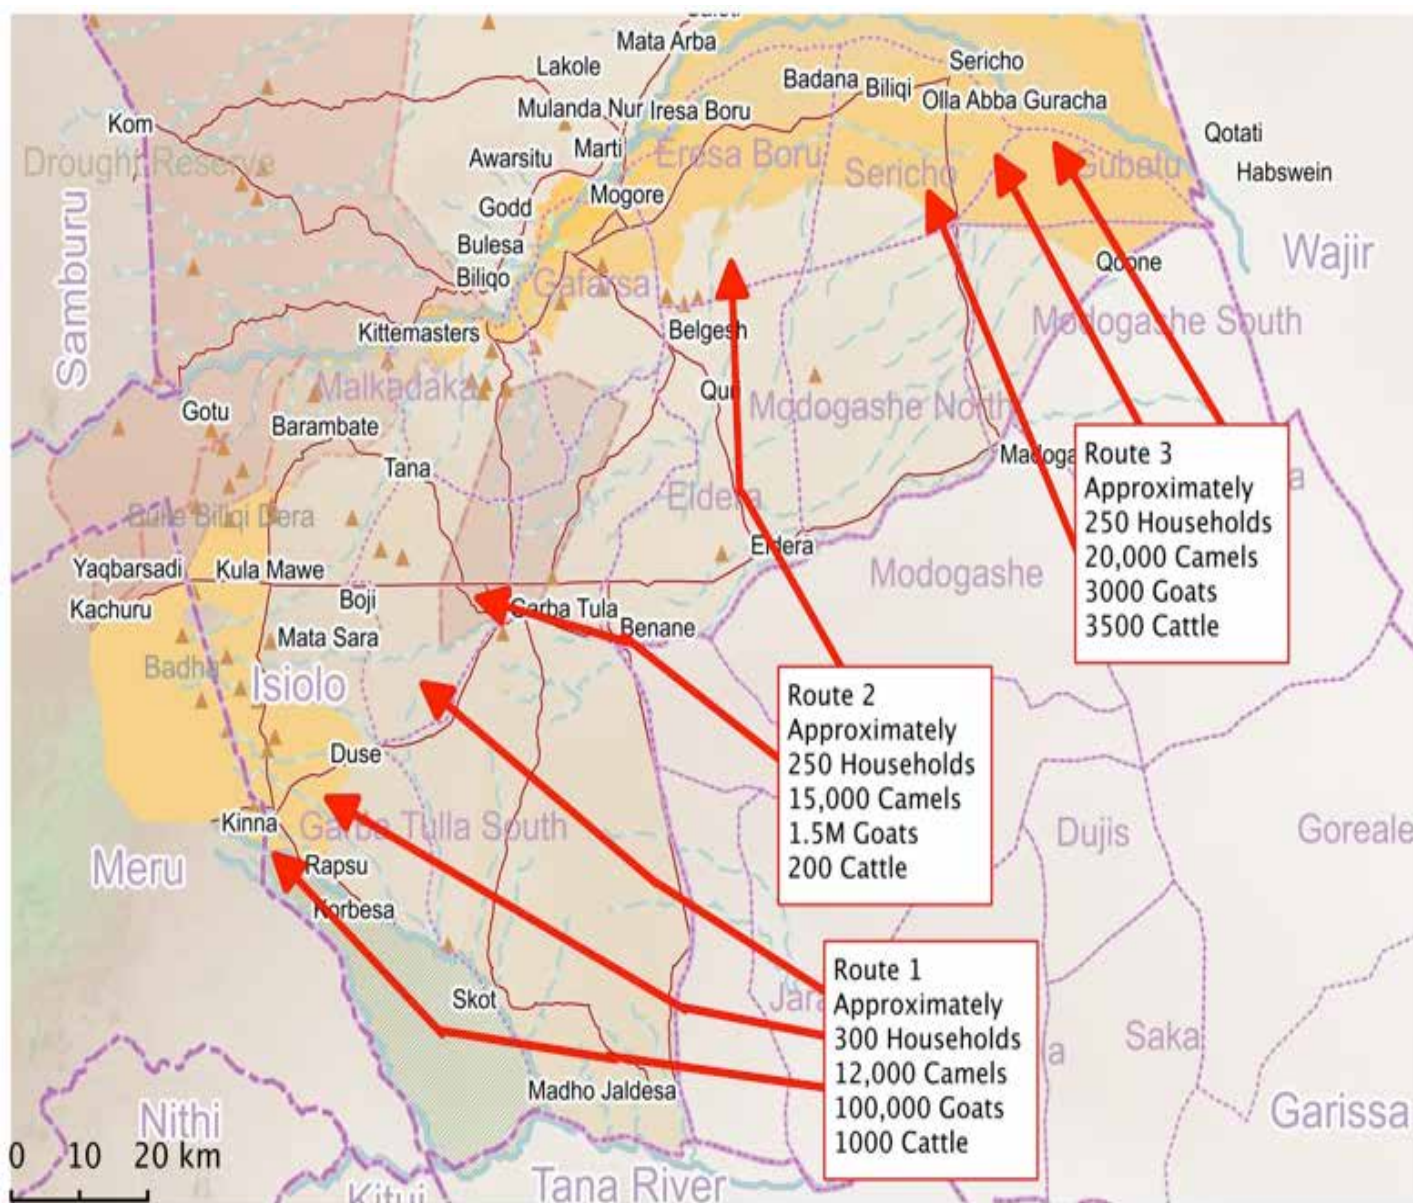 Mata Arba
Lakole
Sericho
Badana
Biliqi
Mulanda Nur
Iresa Boru
Olla Abba Guracha
Kom
Qotati
Drought Reserve
Awarsitu
Marti
Eresa Boru
Sericho
Gubatu
Habswein
Mogore
Godd
Samburu
Bulesa
Wajir
Biliqo
Gafarsa
Qoone
Kittemasters
Belgesh
Modogashe South
Malkadaka
Quri
Gotu
Modogashe North
Barambate
Tana
Eldera
Bulle Biliqi Dera
Route 3
Approximately
250 Households
20,000 Camels
3000 Goats
3500 Cattle
Eldera
Yaqbarsadi
Kula Mawe
Modogashe
Kachuru
Boji
Garba Tula
Benane
Mata Sara
Badha
Isiolo
Route 2
Approximately
250 Households
15,000 Camels
1.5M Goats
200 Cattle
Duse
Kinna
Garba Tulla South
Dujis
Goreale
Meru
Rapsu
Korbesa
Route 1
Approximately
300 Households
12,000 Camels
100,000 Goats
1000 Cattle
Skot
Saka
Madho Jaldesa
Nithi
Garissa
0 10 20 km
Kitui
Tana River